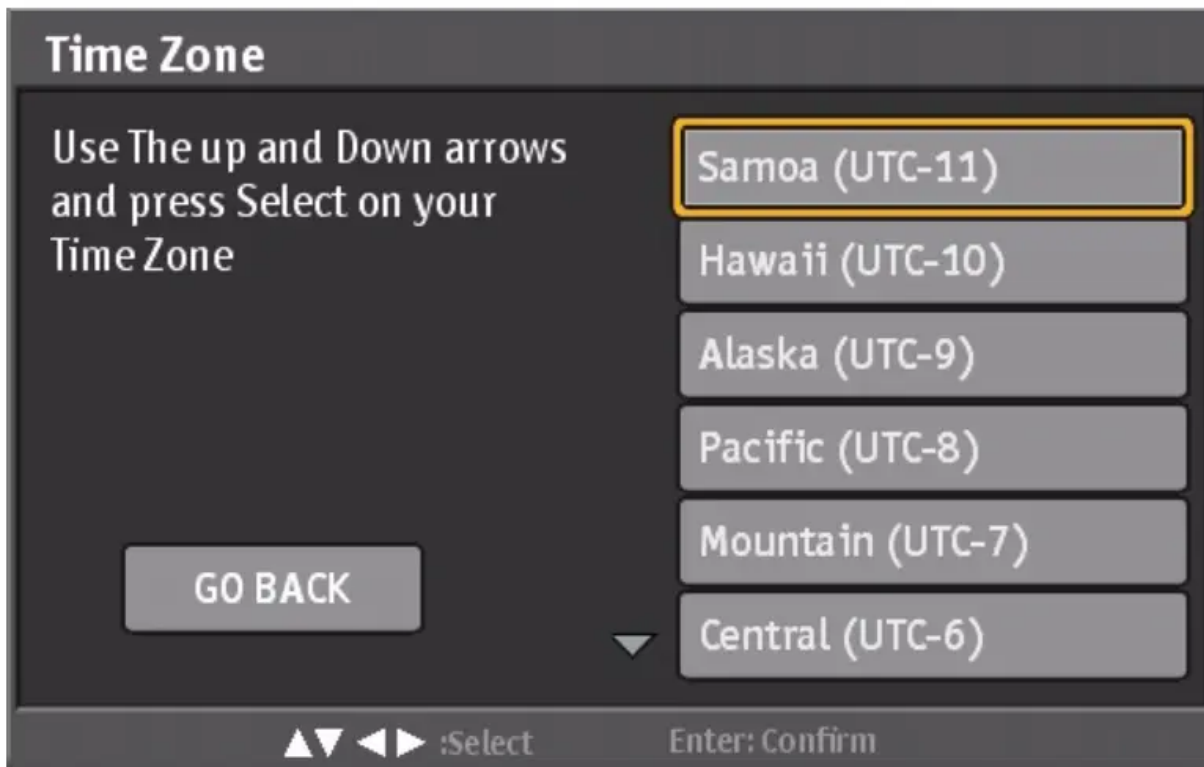 Time Zone
Use The up and Down arrows
and press Select on your
Time Zone
Samoa (UTC-11)
Hawaii (UTC-10)
Alaska (UTC-9)
Pacific (UTC-8)
Mountain (UTC-7)
Central (UTC-6)
GO BACK
▲▼ ◀▶ :Select Enter: Confirm